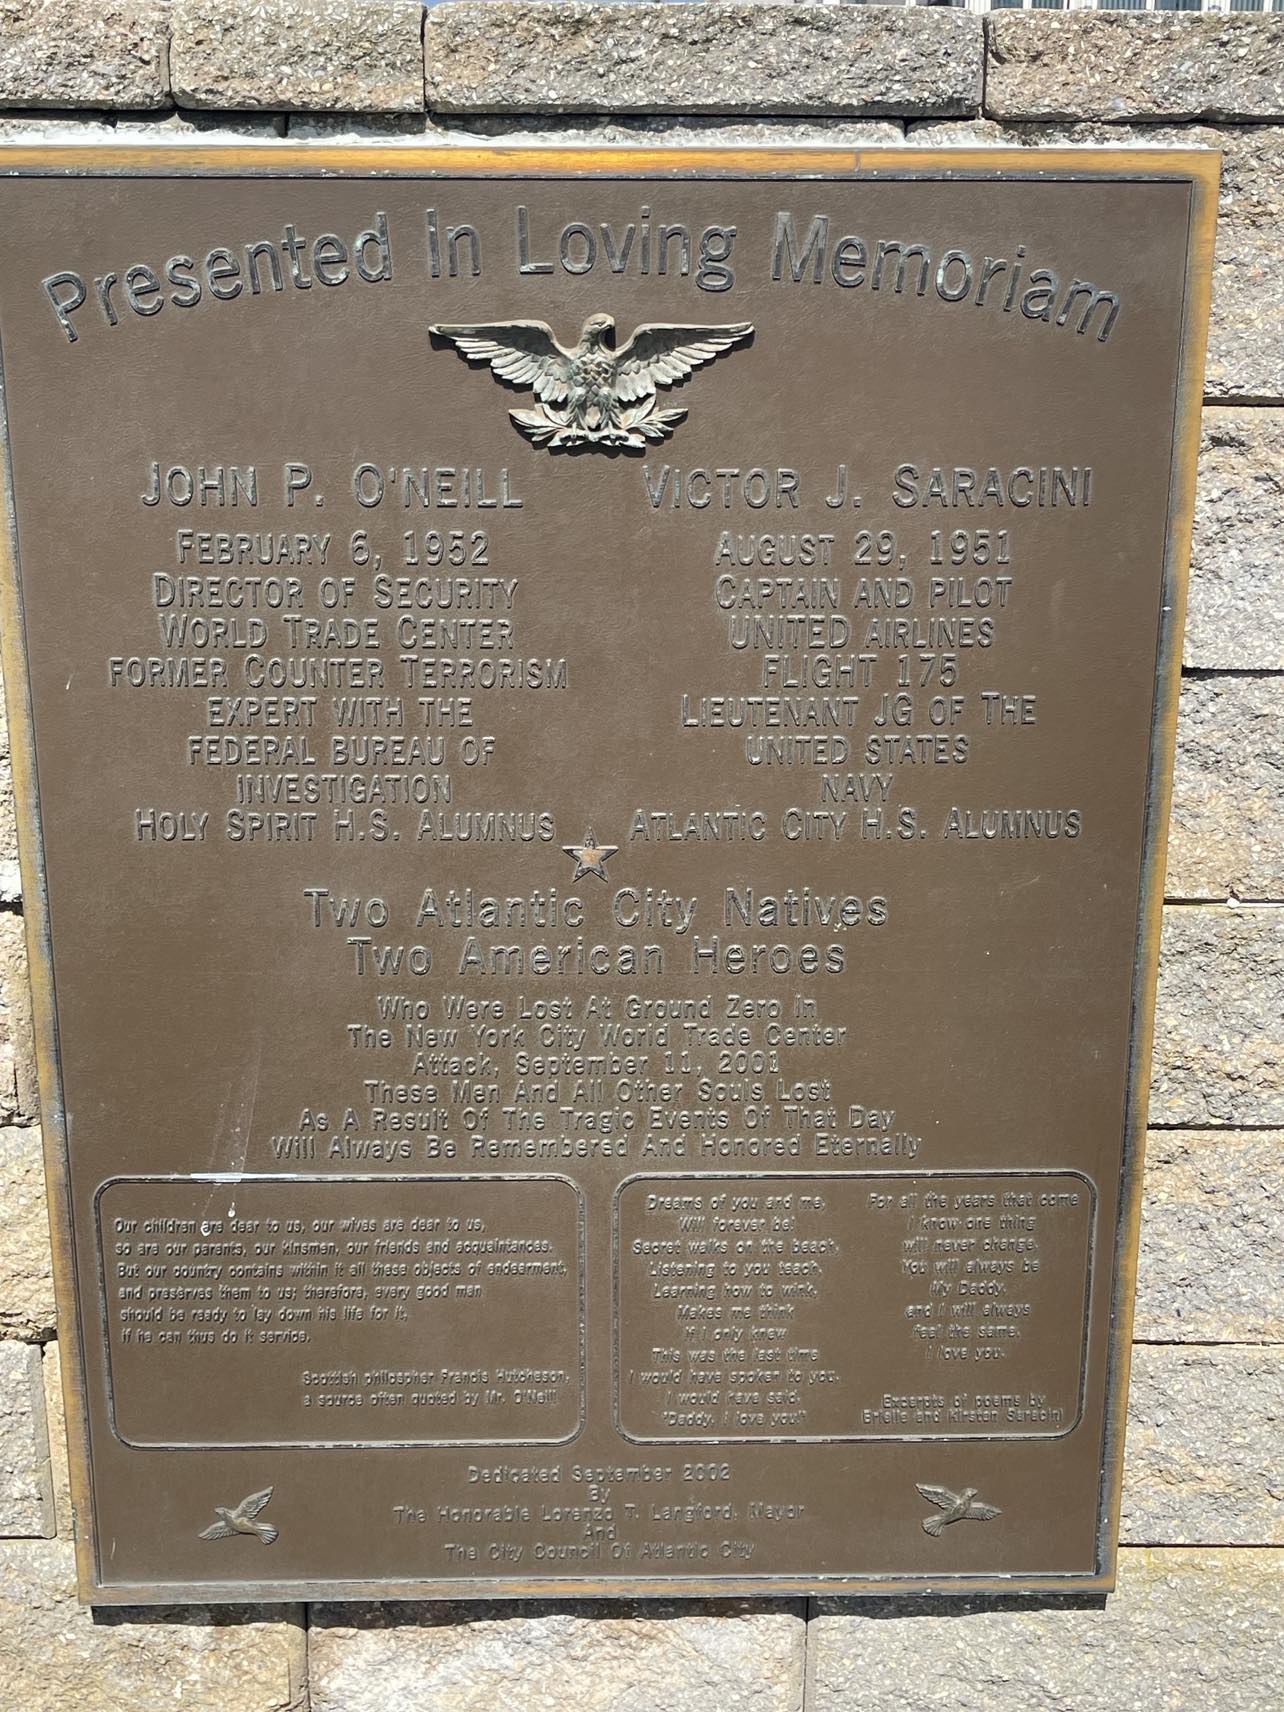 Presented In Loving Memoriam
JOHN P. O'NEILL
FEBRUARY 6, 1952
DIRECTOR OF SECURITY
WORLD TRADE CENTER
FORMER COUNTER TERRORISM
EXPERT WITH THE
FEDERAL BUREAU OF
INVESTIGATION
HOLY SPIRIT H.S. ALUMNUS
VICTOR J. SARACINI
AUGUST 29, 1951
CAPTAIN AND PILOT
UNITED AIRLINES
FLIGHT 175
LIEUTENANT JG OF THE
UNITED STATES
NAVY
ATLANTIC CITY H.S. ALUMNUS
Two Atlantic City Natives
Two American Heroes
Who Were Lost At Ground Zero In
The New York City World Trade Center
Attack, September 11, 2001
These Men And All Other Souls Lost
As A Result Of The Tragic Events Of That Day
Will Always Be Remembered And Honored Eternally
Our children are dear to us, our wives are dear to us,
so are our parents, our kinsmen, our friends and acquaintances.
But our country contains within it all these objects of endearment,
and preserves them to us; therefore, every good man
should be ready to lay down his life for it,
if he can thus do it service.
Scottish philospher Francis Hutcheson,
a source often quoted by Mr. O'Neill
Dreams of you and me,
Will forever be!
Secret walks on the beach,
Listening to you teach,
Learning how to wink,
Makes me think
If I only knew
This was the last time
I would have spoken to you,
I would have said,
"Daddy, I love you!"
For all the years that come
I know one thing
will never change.
You will always be
My Daddy,
and I will always
feel the same.
I love you.
Excerpts of poems by
Brielle and Kirsten Saracini
Dedicated September 2002
By
The Honorable Lorenzo T. Langford, Mayor
And
The City Council Of Atlantic City